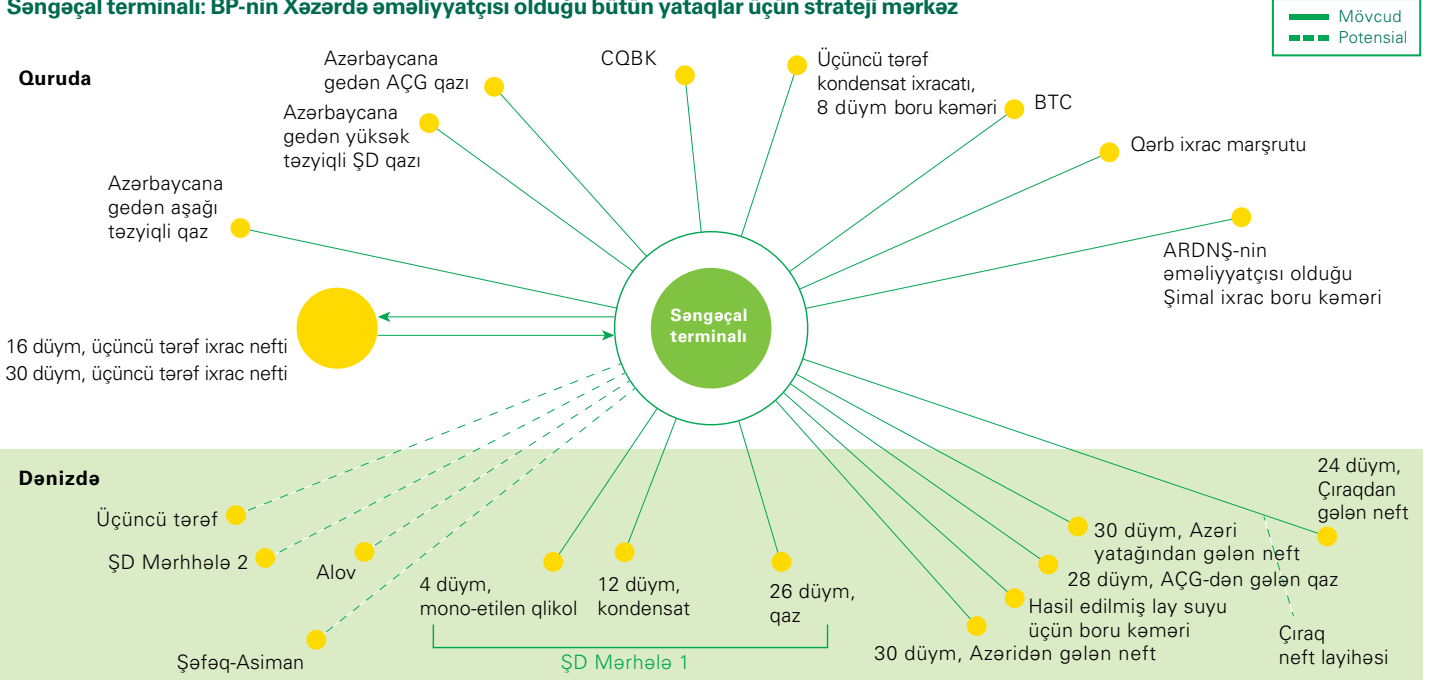 Səngəçal terminalı: BP-nin Xəzərdə əməliyyatçısı olduğu bütün yataqlar üçün strateji mərkəz
Mövcud
Potensial
Quruda
Azərbaycana
gedən aşağı
təzyiqli qaz
Azərbaycana
gedən yüksək
təzyiqli ŞD qazı
Azərbaycana
gedən AÇG qazı
CQBK
Üçüncü tərəf
kondensat ixracatı,
8 düym boru kəməri
BTC
Qərb ixrac marşrutu
ARDNŞ-nin
əməliyyatçısı olduğu
Şimal ixrac boru kəməri
Səngəçal
terminalı
16 düym, üçüncü tərəf ixrac nefti
30 düym, üçüncü tərəf ixrac nefti
Dənizdə
Üçüncü tərəf
ŞD Mərhhələ 2
Alov
Şəfəq-Asiman
4 düym,
mono-etilen qlikol
12 düym,
kondensat
26 düym,
qaz
ŞD Mərhələ 1
24 düym,
Çıraqdan
gələn neft
30 düym, Azəri
yatağından gələn neft
28 düym, AÇG-dən gələn qaz
Hasil edilmiş lay suyu
üçün boru kəməri
30 düym, Azəridən gələn neft
Çıraq
neft layihəsi